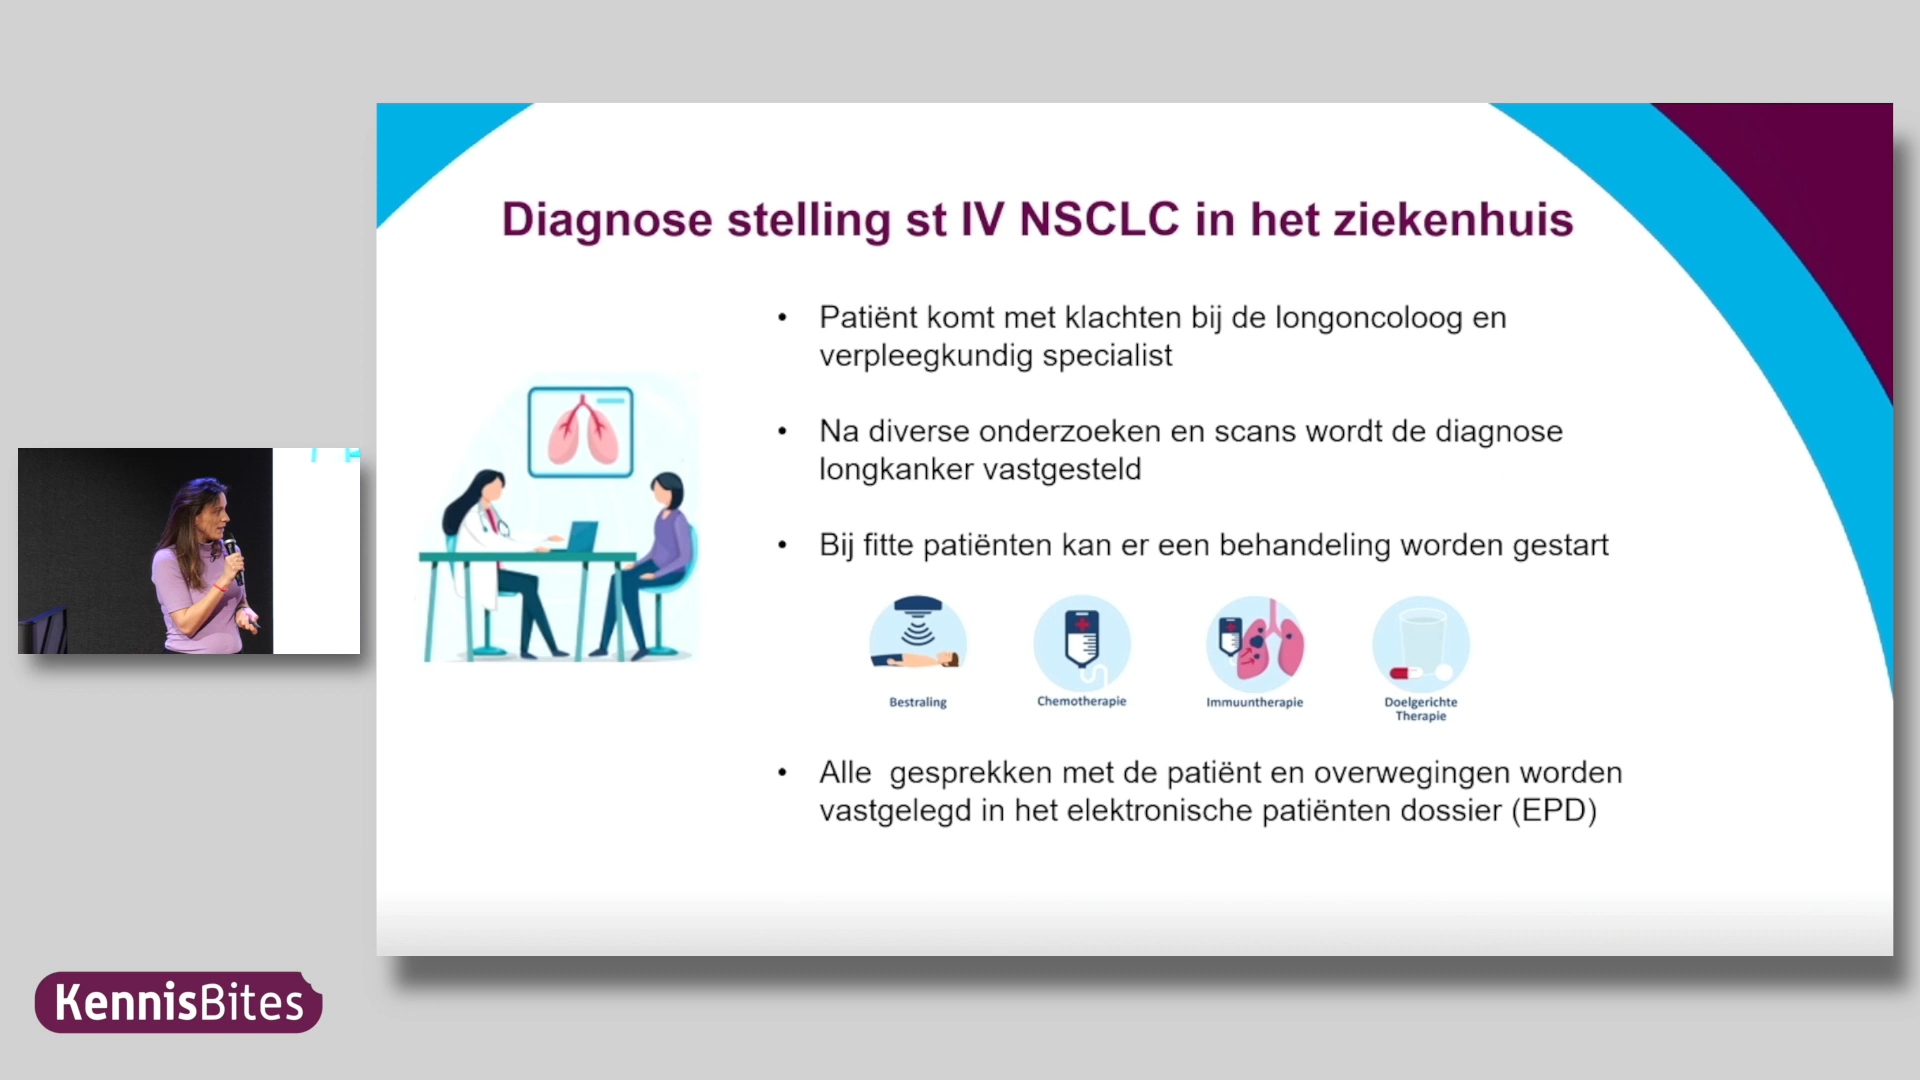 Diagnose stelling st IV NSCLC in het ziekenhuis
• Patiënt komt met klachten bij de longoncoloog en
verpleegkundig specialist
• Na diverse onderzoeken en scans wordt de diagnose
longkanker vastgesteld
• Bij fitte patiënten kan er een behandeling worden gestart
Bestraling
Chemotherapie
Immuuntherapie
Doelgerichte
Therapie
• Alle gesprekken met de patiënt en overwegingen worden
vastgelegd in het elektronische patiënten dossier (EPD)
KennisBites